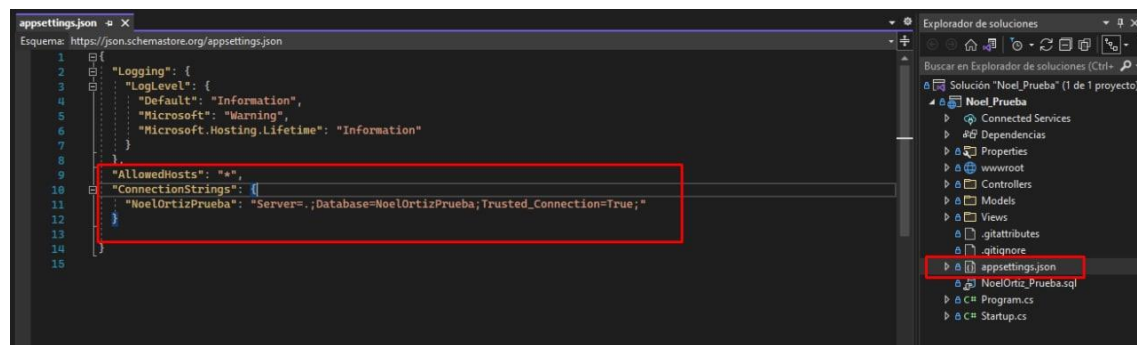 appsettings.json
Esquema: https://json.schemastore.org/appsettings.json
1 {
2 "Logging": {
3 "LogLevel": {
4 "Default": "Information",
5 "Microsoft": "Warning",
6 "Microsoft.Hosting.Lifetime": "Information"
7 }
8 },
9 "AllowedHosts": "*",
10 "ConnectionStrings": {
11 "NoelOrtizPrueba": "Server=.;Database=NoelOrtizPrueba;Trusted_Connection=True;"
12 }
13
14 }
15
Explorador de soluciones
Buscar en Explorador de soluciones (Ctrl+
Solución "Noel_Prueba" (1 de 1 proyecto)
Noel_Prueba
Connected Services
Dependencias
Properties
wwwroot
Controllers
Models
Views
.gitattributes
.gitignore
appsettings.json
NoelOrtiz_Prueba.sql
C# Program.cs
C# Startup.cs